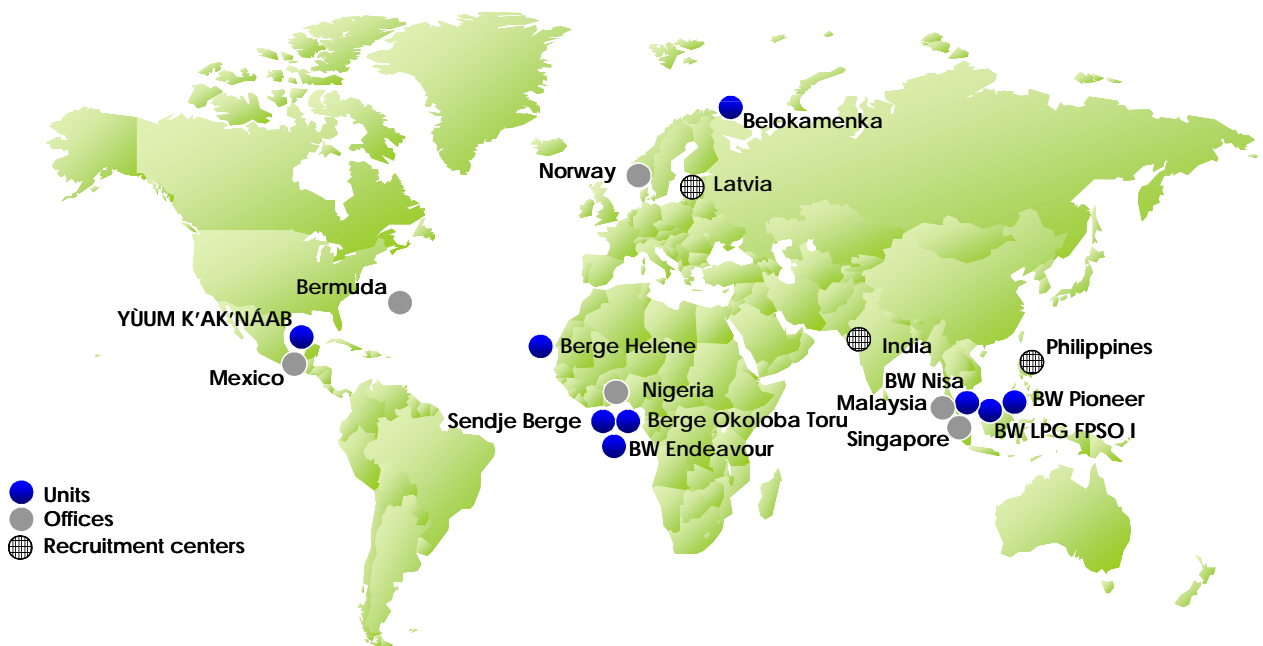 Belokamenka
Norway
Latvia
Bermuda
YÙUM K’AK’NÁAB
Berge Helene
India
Philippines
Mexico
Nigeria
BW Nisa
Malaysia
BW Pioneer
Sendje Berge
Berge Okoloba Toru
BW LPG FPSO I
Singapore
BW Endeavour
Units
Offices
Recruitment centers